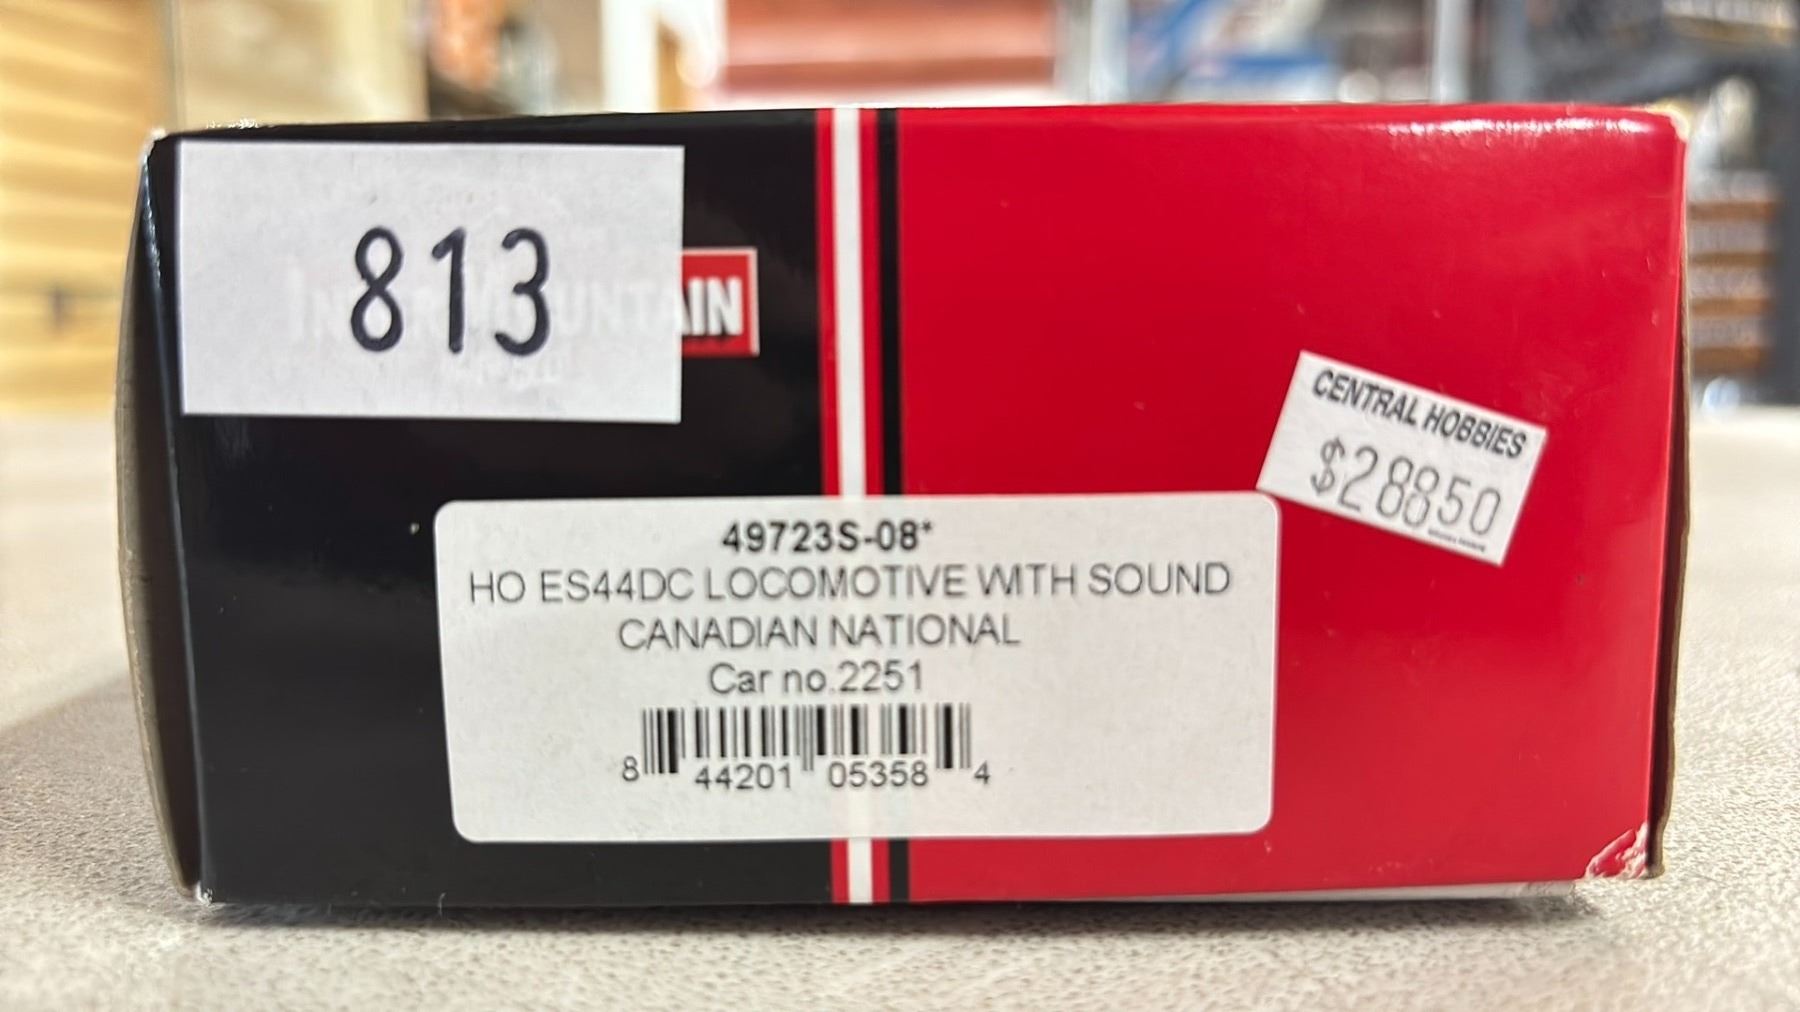 813
INTERMOUNTAIN
CENTRAL HOBBIES
$28850
49723S-08*
HO ES44DC LOCOMOTIVE WITH SOUND
CANADIAN NATIONAL
Car no.2251
8 44201 05358 4